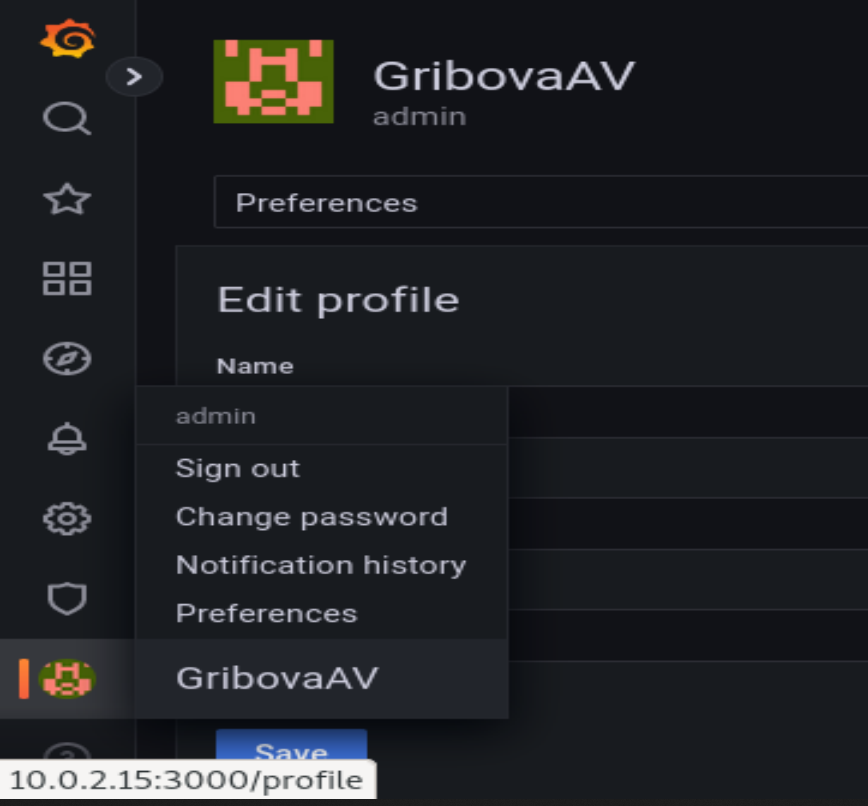 GribovaAV
admin
Preferences
Edit profile
Name
admin
Sign out
Change password
Notification history
Preferences
GribovaAV
Save
10.0.2.15:3000/profile